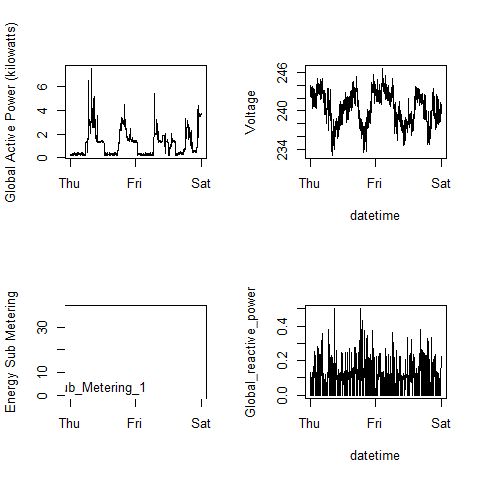 Global Active Power (kilowatts)
0 2 4 6
Thu Fri Sat
Voltage
234 240 246
Thu Fri Sat
datetime
Energy Sub Metering
0 10 30
ub_Metering_1
Thu Fri Sat
Global_reactive_power
0.0 0.2 0.4
Thu Fri Sat
datetime